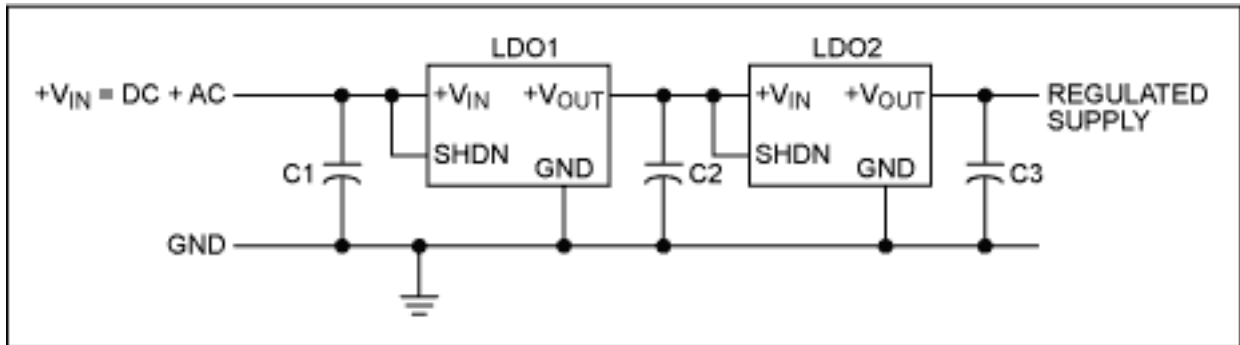 LDO1
LDO2
+VIN = DC + AC
+VIN
+VOUT
+VIN
+VOUT
REGULATED
SUPPLY
SHDN
GND
SHDN
GND
C1
C2
C3
GND